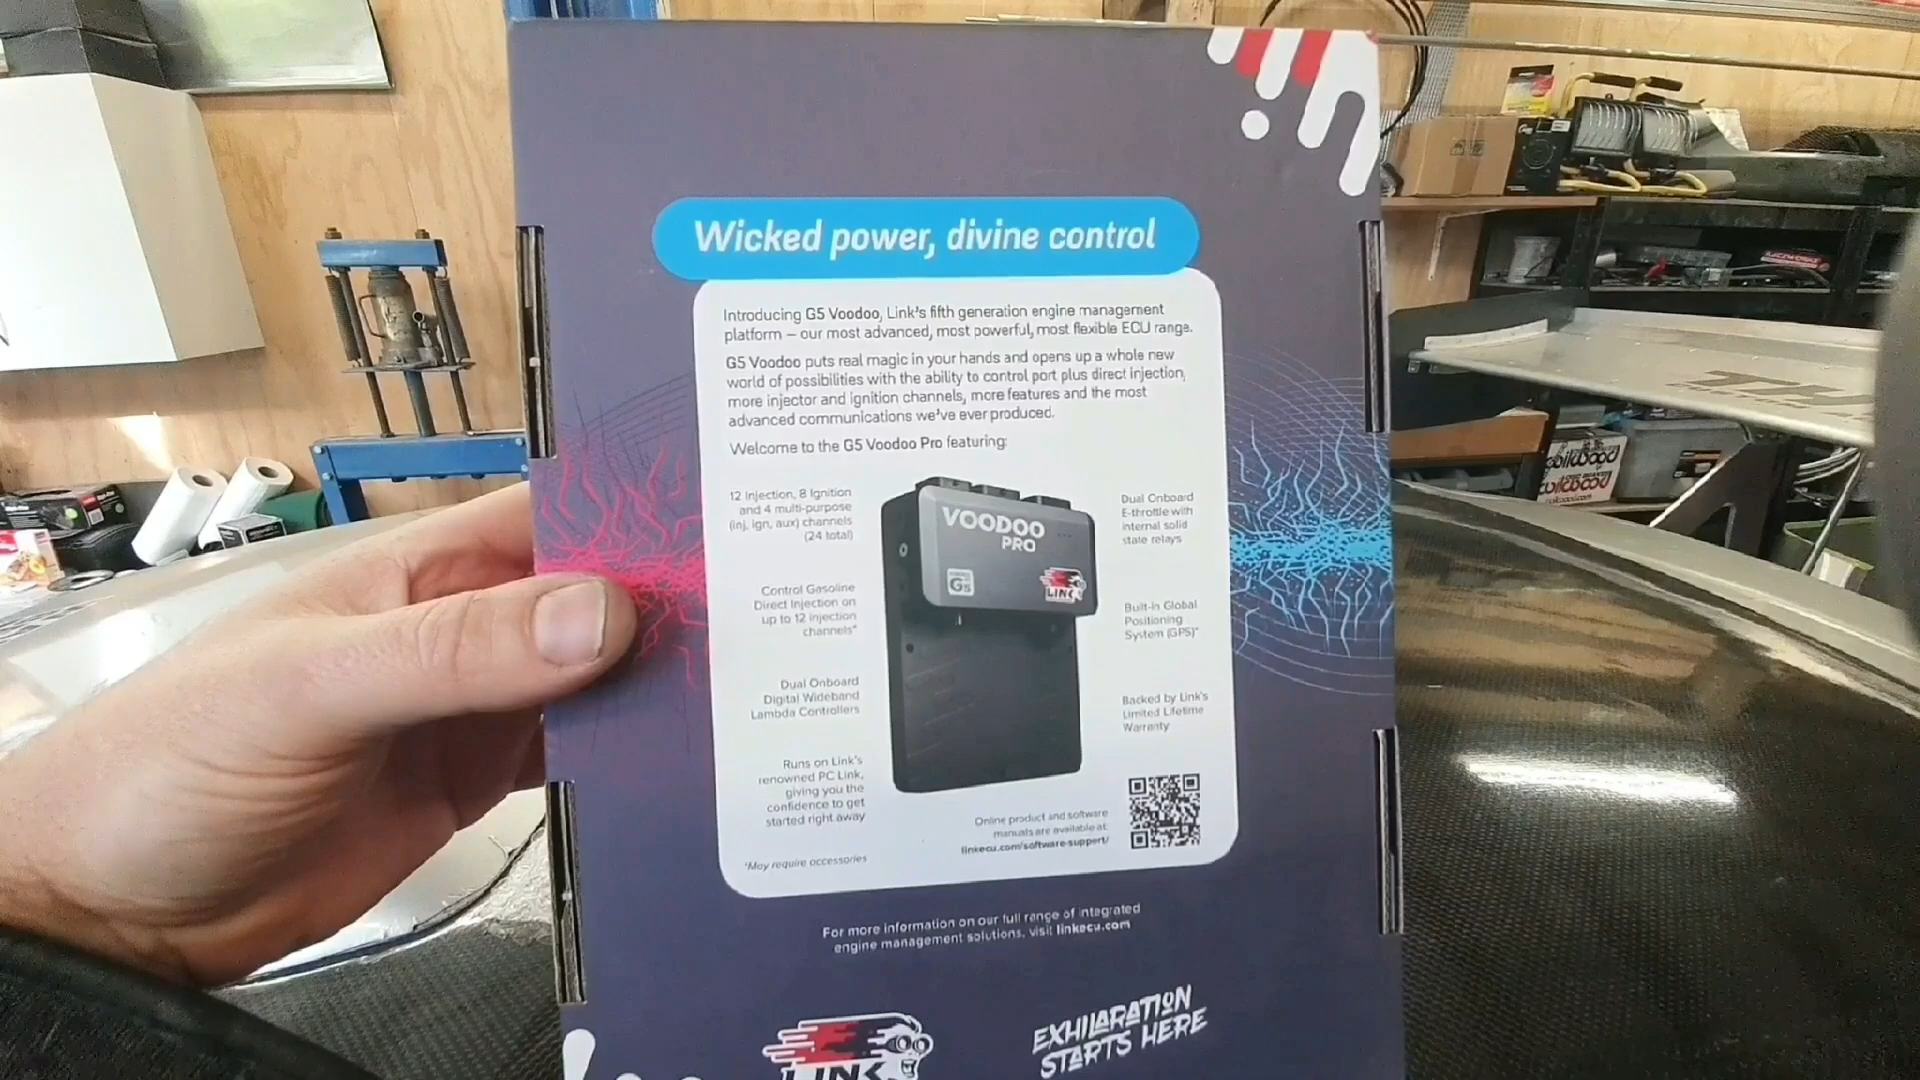 Wicked power, divine control
Introducing G5 Voodoo, Link's fifth generation engine management
platform – our most advanced, most powerful, most flexible ECU range.
G5 Voodoo puts real magic in your hands and opens up a whole new
world of possibilities with the ability to control port plus direct injection,
more injector and ignition channels, more features and the most
advanced communications we've ever produced.
Welcome to the G5 Voodoo Pro featuring:
12 Injection, 8 Ignition
and 4 multi-purpose
(inj, ign, aux) channels
(24 total)
Control Gasoline
Direct Injection on
up to 12 injection
channels*
Dual Onboard
Digital Wideband
Lambda Controllers
Runs on Link's
renowned PC Link,
giving you the
confidence to get
started right away
*May require accessories
VOODOO
PRO
G5
LINK
Dual Onboard
E-throttle with
internal solid
state relays
Built-in Global
Positioning
System (GPS)*
Backed by Link's
Limited Lifetime
Warranty
Online product and software
manuals are available at:
linkecu.com/software-support/
For more information on our full range of integrated
engine management solutions, visit linkecu.com
LINK
EXHILARATION
STARTS HERE
wilwood
wilwood